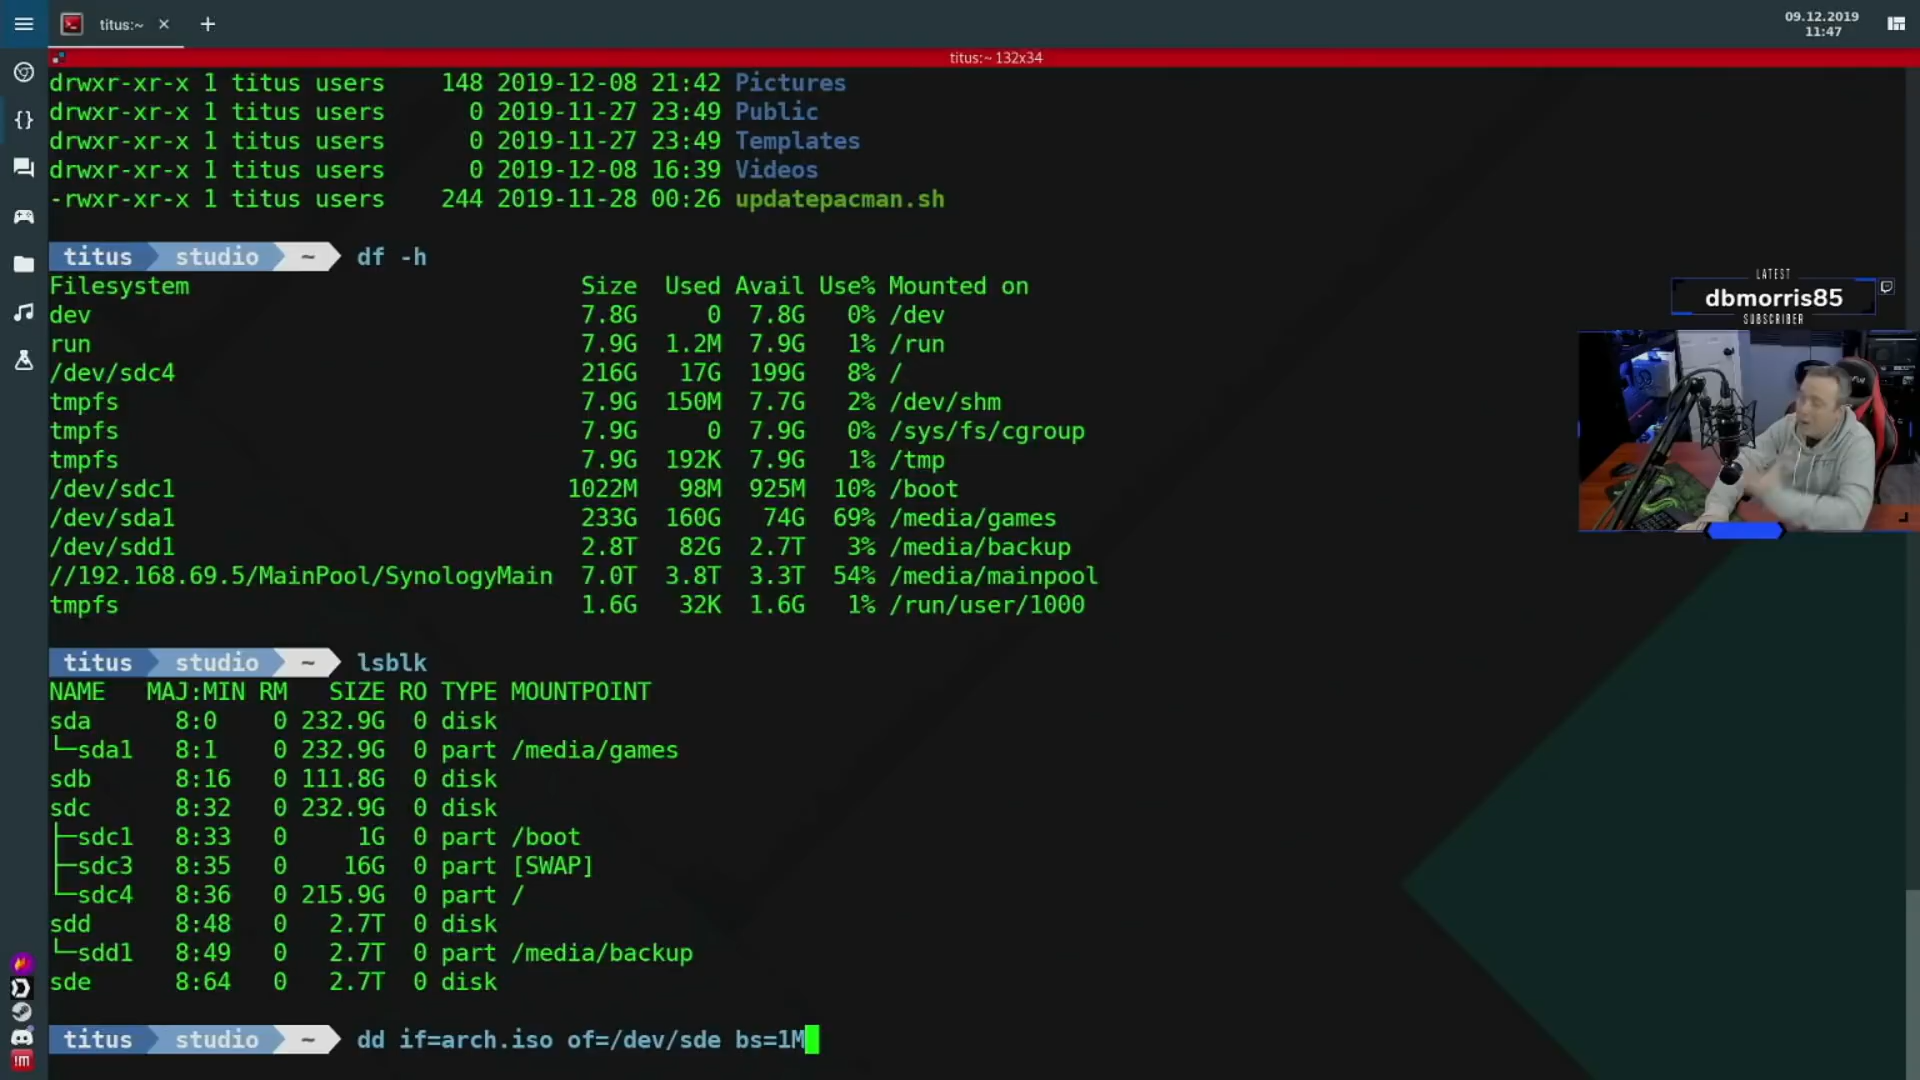 titus:~
09.12.2019
11:47
titus:~ 132x34
drwxr-xr-x 1 titus users    148 2019-12-08 21:42 Pictures
drwxr-xr-x 1 titus users      0 2019-11-27 23:49 Public
drwxr-xr-x 1 titus users      0 2019-11-27 23:49 Templates
drwxr-xr-x 1 titus users      0 2019-12-08 16:39 Videos
-rwxr-xr-x 1 titus users    244 2019-11-28 00:26 updatepacman.sh
titus studio ~ df -h
Filesystem                            Size  Used Avail Use% Mounted on
dev                                   7.8G     0  7.8G   0% /dev
run                                   7.9G  1.2M  7.9G   1% /run
/dev/sdc4                             216G   17G  199G   8% /
tmpfs                                 7.9G  150M  7.7G   2% /dev/shm
tmpfs                                 7.9G     0  7.9G   0% /sys/fs/cgroup
tmpfs                                 7.9G  192K  7.9G   1% /tmp
/dev/sdc1                            1022M   98M  925M  10% /boot
/dev/sda1                             233G  160G   74G  69% /media/games
/dev/sdd1                             2.8T   82G  2.7T   3% /media/backup
//192.168.69.5/MainPool/SynologyMain  7.0T  3.8T  3.3T  54% /media/mainpool
tmpfs                                 1.6G   32K  1.6G   1% /run/user/1000
titus studio ~ lsblk
NAME   MAJ:MIN RM   SIZE RO TYPE MOUNTPOINT
sda      8:0    0 232.9G  0 disk
└─sda1   8:1    0 232.9G  0 part /media/games
sdb      8:16   0 111.8G  0 disk
sdc      8:32   0 232.9G  0 disk
├─sdc1   8:33   0     1G  0 part /boot
├─sdc3   8:35   0    16G  0 part [SWAP]
└─sdc4   8:36   0 215.9G  0 part /
sdd      8:48   0   2.7T  0 disk
└─sdd1   8:49   0   2.7T  0 part /media/backup
sde      8:64   0   2.7T  0 disk
titus studio ~ dd if=arch.iso of=/dev/sde bs=1M
LATEST
dbmorris85
SUBSCRIBER
!m